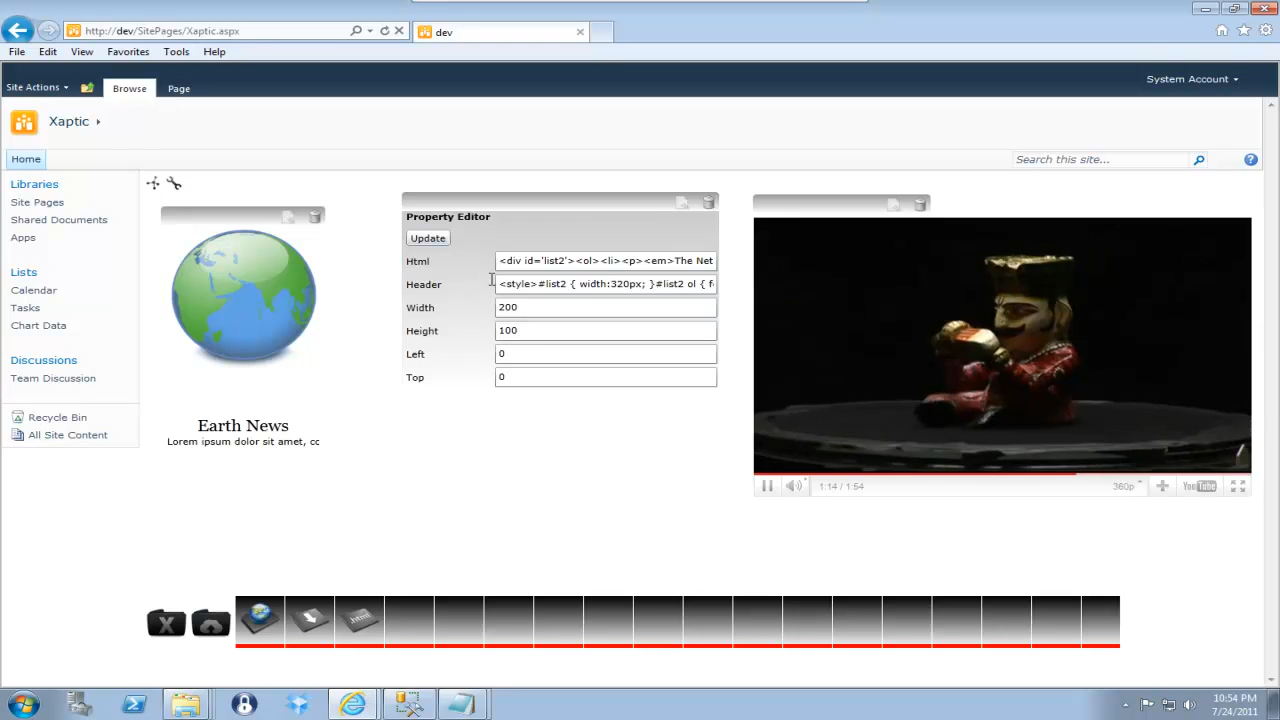 http://dev/SitePages/Xaptic.aspx
dev
File Edit View Favorites Tools Help
Site Actions Browse Page System Account
Xaptic
Home Search this site...
Libraries
Site Pages
Shared Documents
Apps
Lists
Calendar
Tasks
Chart Data
Discussions
Team Discussion
Recycle Bin
All Site Content
Earth News
Lorem ipsum dolor sit amet, cc
Property Editor
Update
Html <div id='list2'><ol><li><p><em>The Net
Header <style>#list2 { width:320px; }#list2 ol { f
Width 200
Height 100
Left 0
Top 0
1:14 / 1:54 360p YouTube
X .html
10:54 PM
7/24/2011